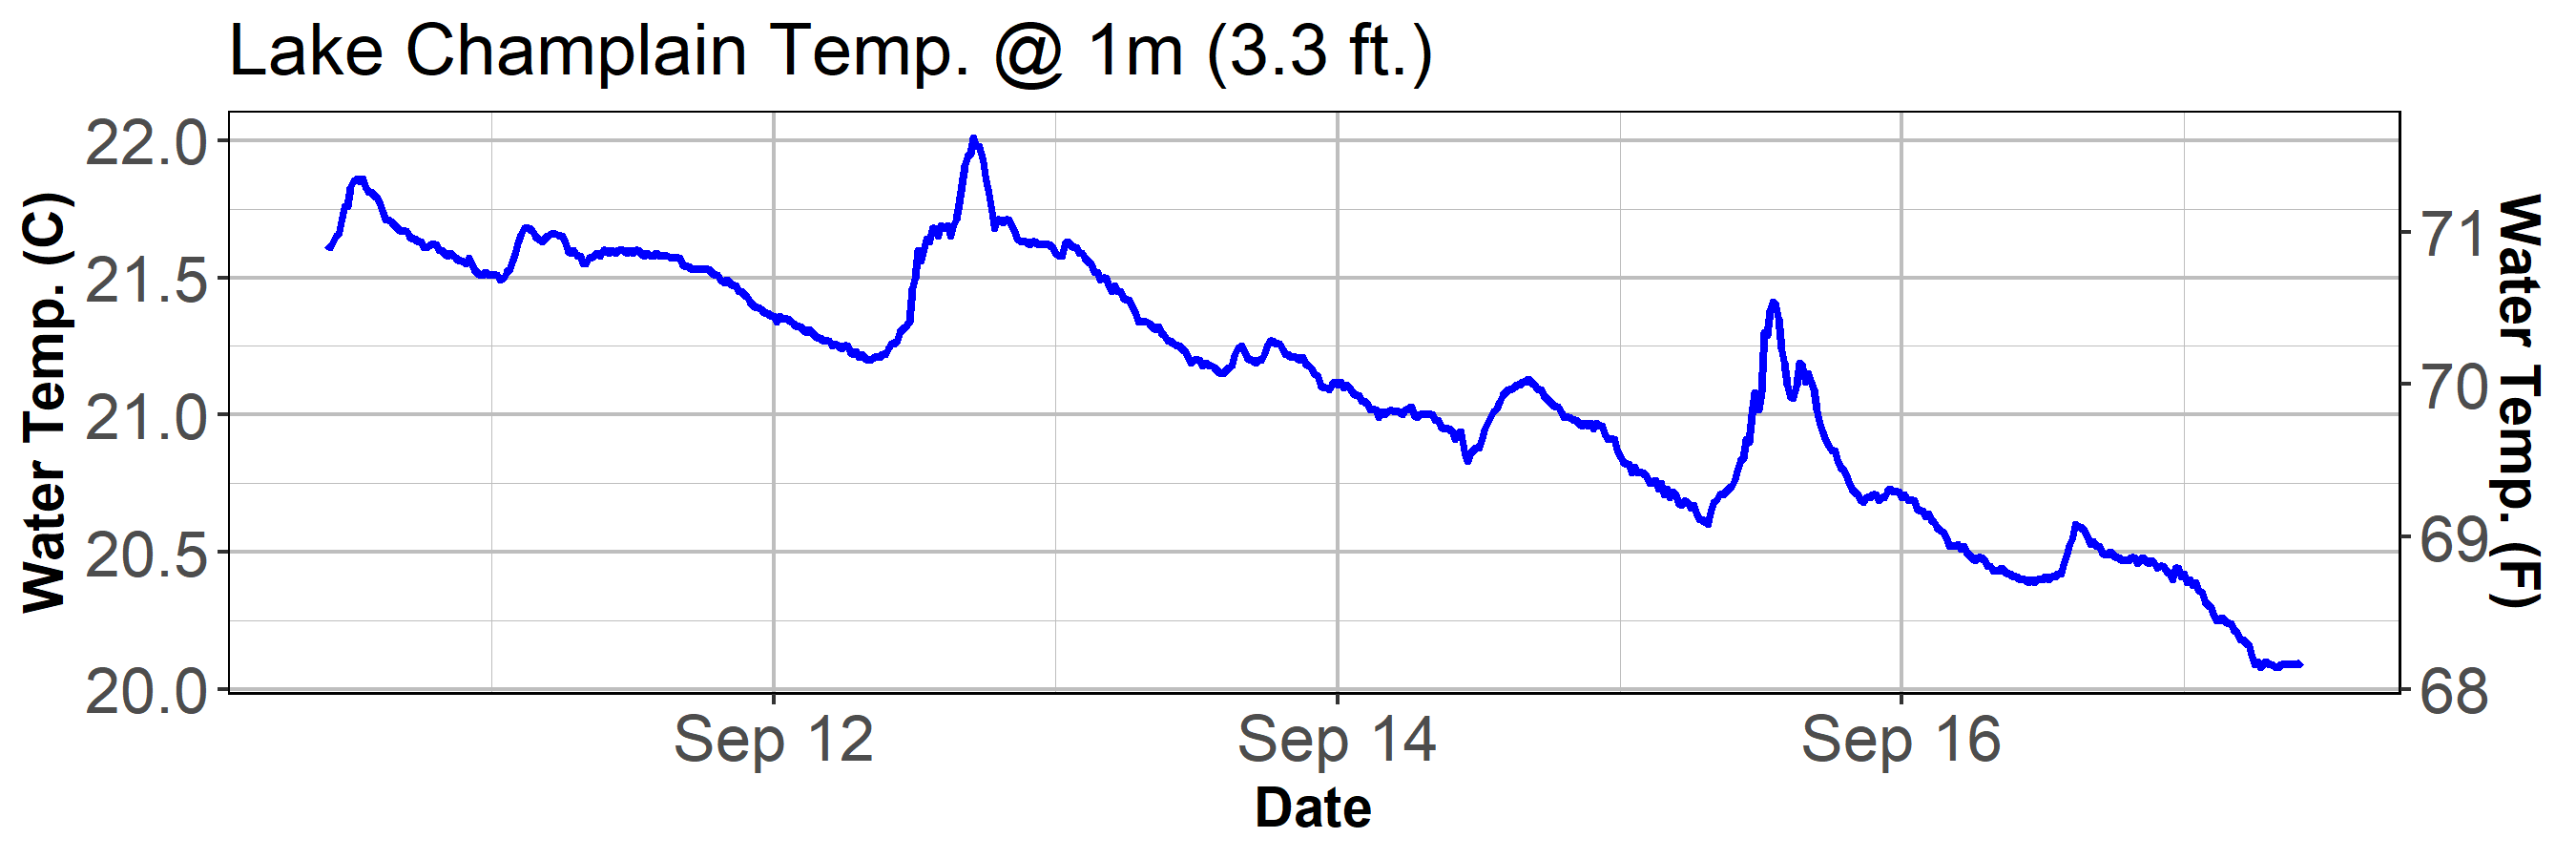 Lake Champlain Temp. @ 1m (3.3 ft.)
Water Temp. (C)
22.0
21.5
21.0
20.5
20.0
71
70
69
68
Water Temp. (F)
Sep 12 Sep 14 Sep 16
Date